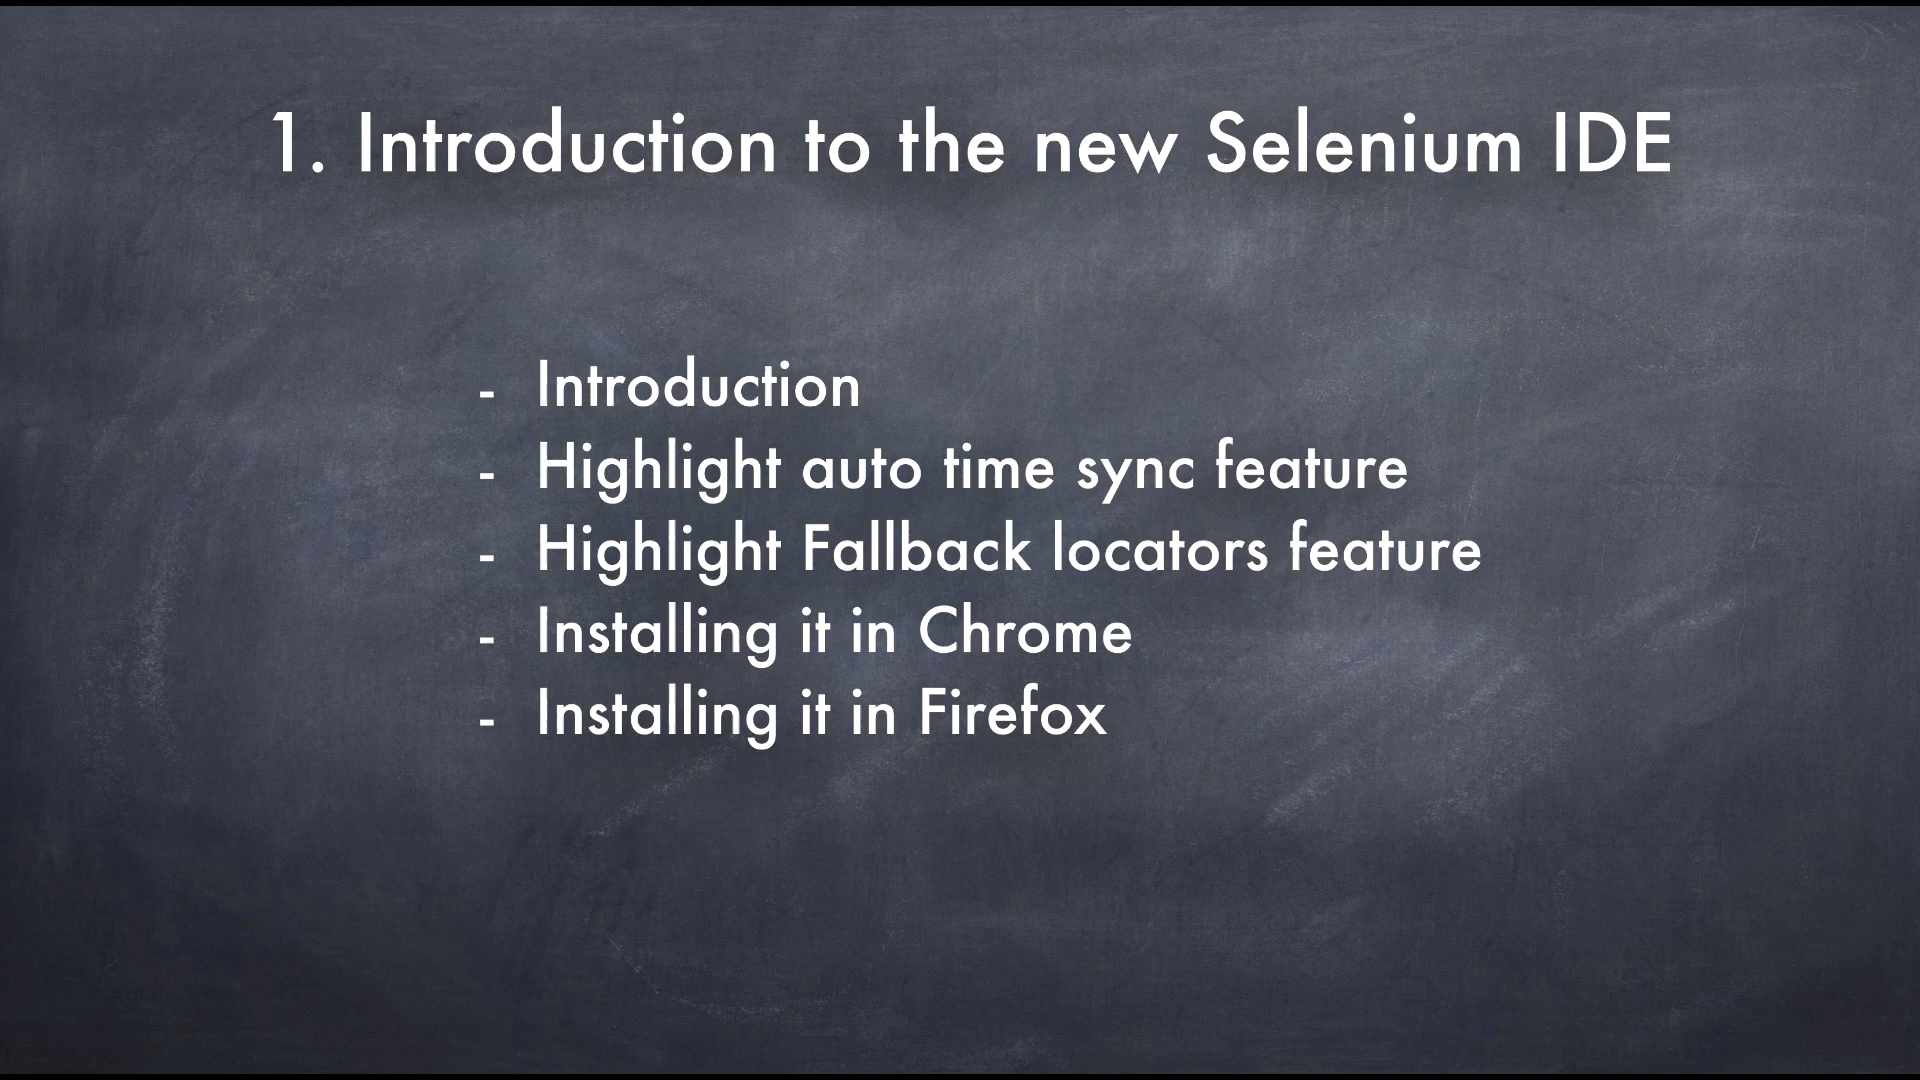 1. Introduction to the new Selenium IDE
- Introduction
- Highlight auto time sync feature
- Highlight Fallback locators feature
- Installing it in Chrome
- Installing it in Firefox